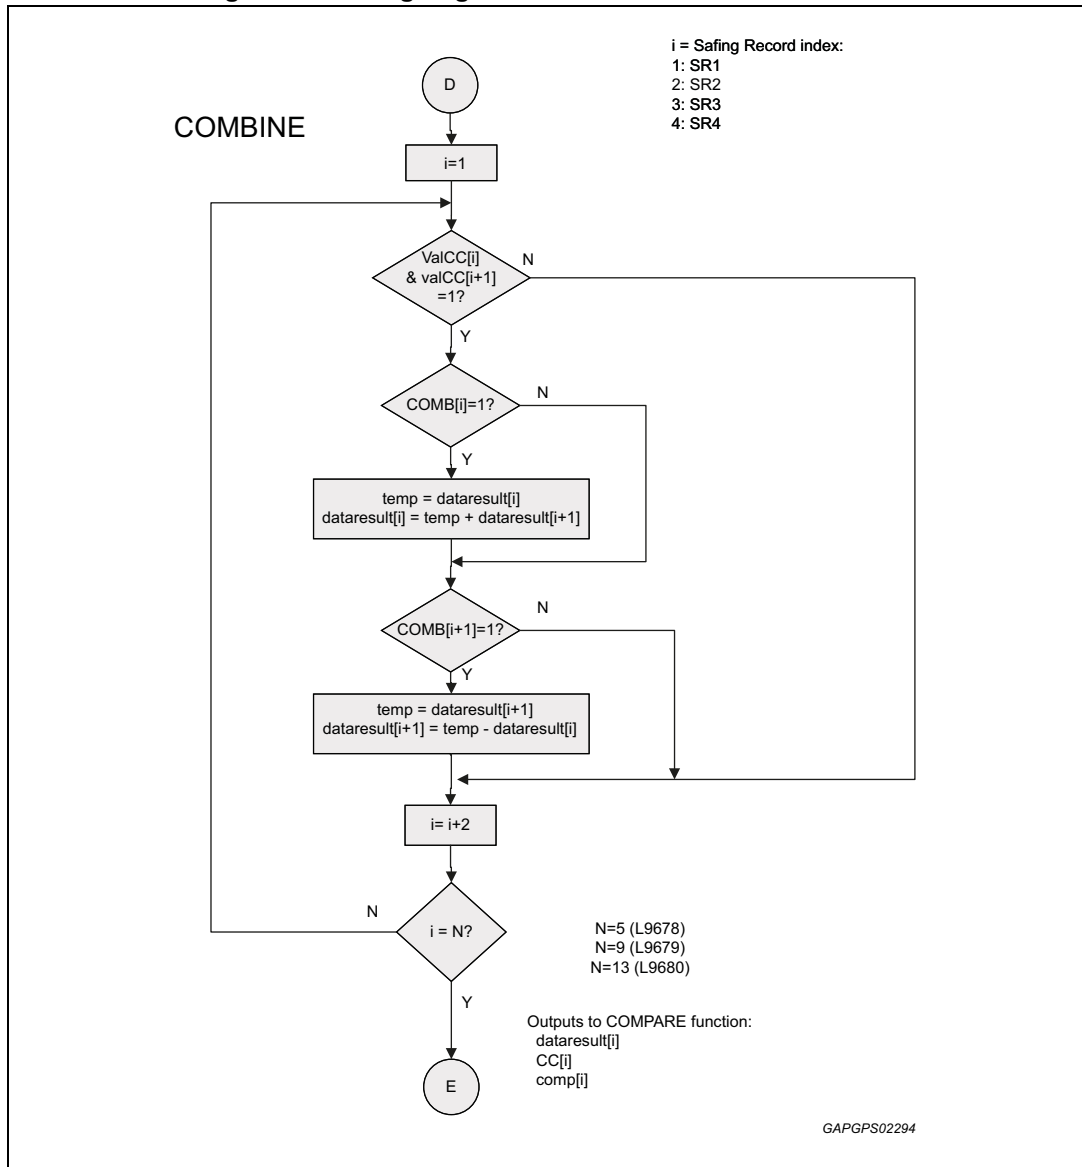 i = Safing Record index:
1: SR1
2: SR2
3: SR3
4: SR4
D
COMBINE
i=1
ValCC[i]
& valCC[i+1]
=1?
N
Y
COMB[i]=1?
N
Y
temp = dataresult[i]
dataresult[i] = temp + dataresult[i+1]
COMB[i+1]=1?
N
Y
temp = dataresult[i+1]
dataresult[i+1] = temp - dataresult[i]
i= i+2
i = N?
N
Y
N=5 (L9678)
N=9 (L9679)
N=13 (L9680)
Outputs to COMPARE function:
dataresult[i]
CC[i]
comp[i]
E
GAPGPS02294